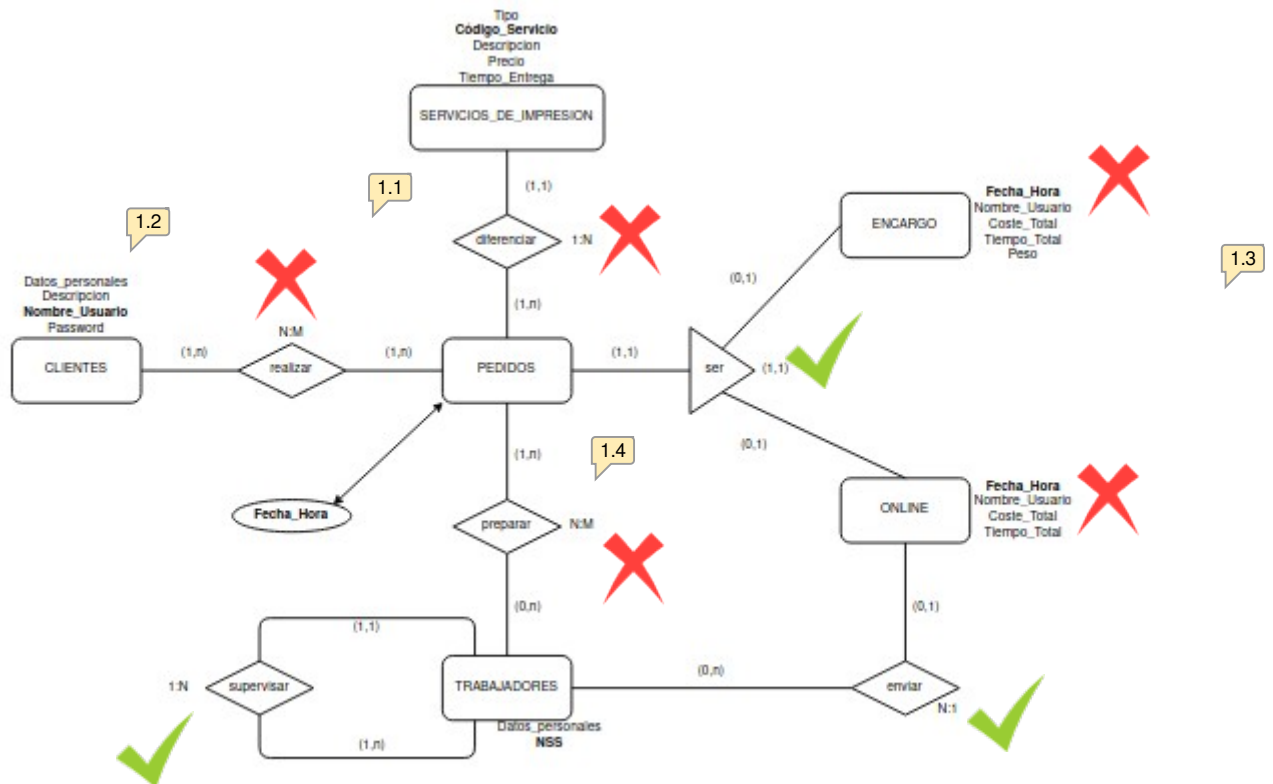 Tipo
Código_Servicio
Descripcion
Precio
Tiempo_Entrega
SERVICIOS_DE_IMPRESION
(1,1)
1.1
1.2
diferenciar
1:N
(1,n)
Fecha_Hora
Nombre_Usuario
Coste_Total
Tiempo_Total
Peso
ENCARGO
(0,1)
1.3
Datos_personales
Descripcion
Nombre_Usuario
Password
CLIENTES
(1,n)
N:M
realizar
(1,n)
PEDIDOS
(1,1)
ser
(1,1)
(0,1)
Fecha_Hora
(1,n)
1.4
preparar
N:M
(0,n)
ONLINE
Fecha_Hora
Nombre_Usuario
Coste_Total
Tiempo_Total
(0,1)
(1,1)
1:N
supervisar
(1,n)
TRABAJADORES
Datos_personales
NSS
(0,n)
enviar
N:1